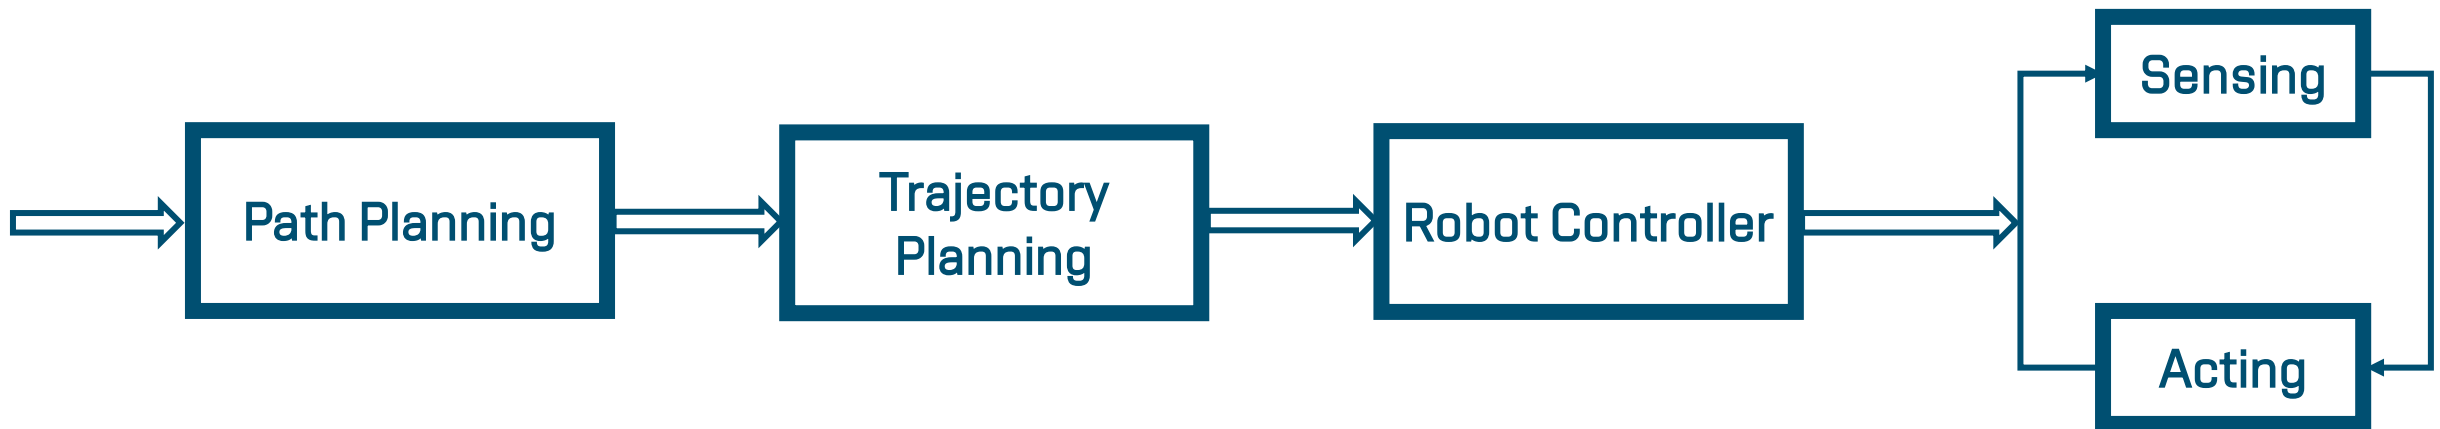 Path Planning
Trajectory
Planning
Robot Controller
Sensing
Acting